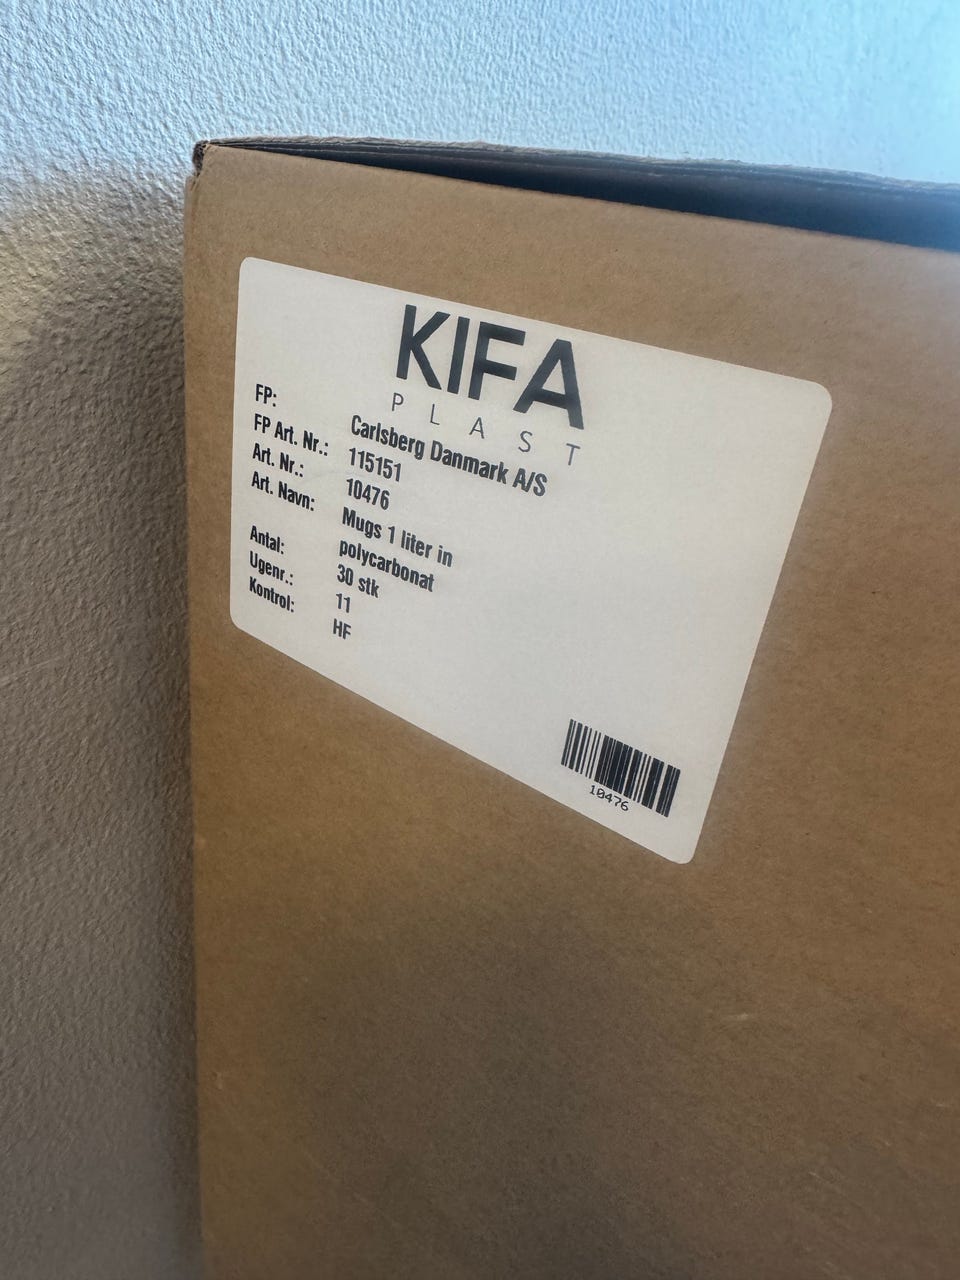 KIFA
PLAST
FP: Carlsberg Danmark A/S
FP Art. Nr.: 115151
Art. Nr.: 10476
Art. Navn: Mugs 1 liter in
polycarbonat
Antal: 30 stk
Ugenr.: 11
Kontrol: HF
10476